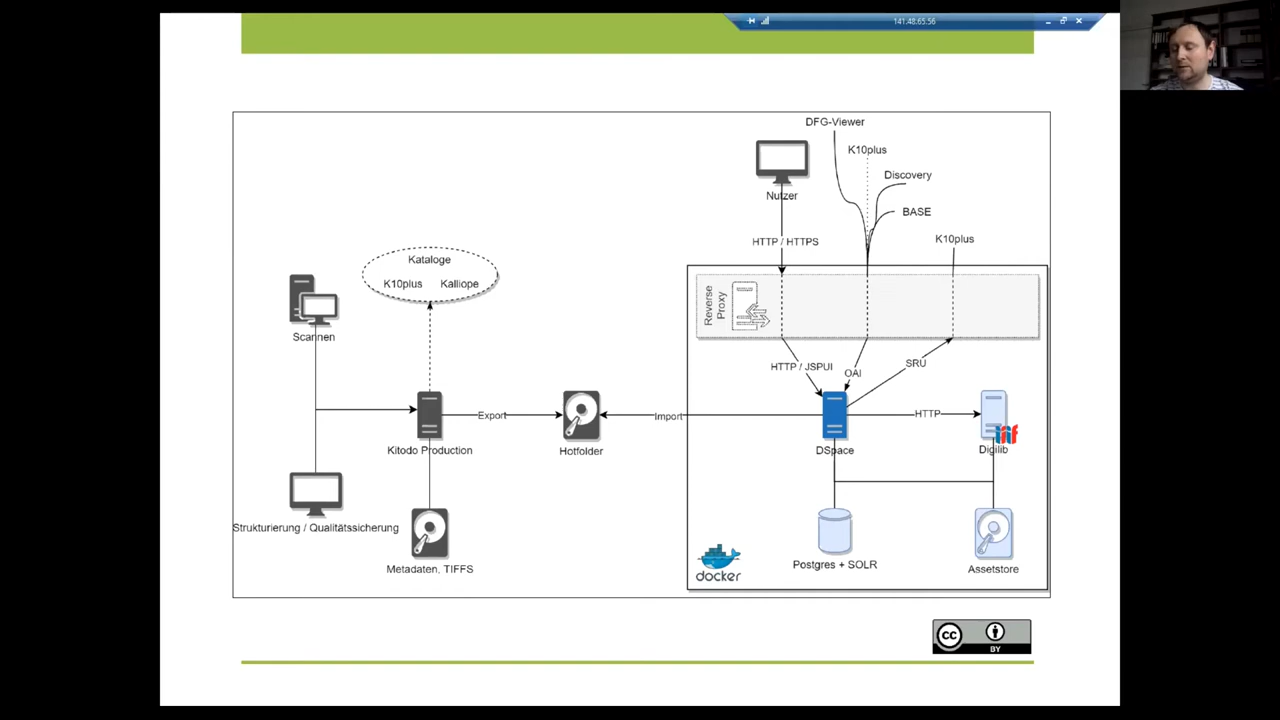 141.48.65.56
DFG-Viewer
K10plus
Nutzer
Discovery
BASE
HTTP / HTTPS
K10plus
Kataloge
K10plus Kalliope
Reverse
Proxy
Scannen
HTTP / JSPUI
OAI
SRU
Export
Import
HTTP
Kitodo Production
Hotfolder
DSpace
iiif
Digilib
Strukturierung / Qualitätssicherung
Metadaten, TIFFS
docker
Postgres + SOLR
Assetstore
cc
BY